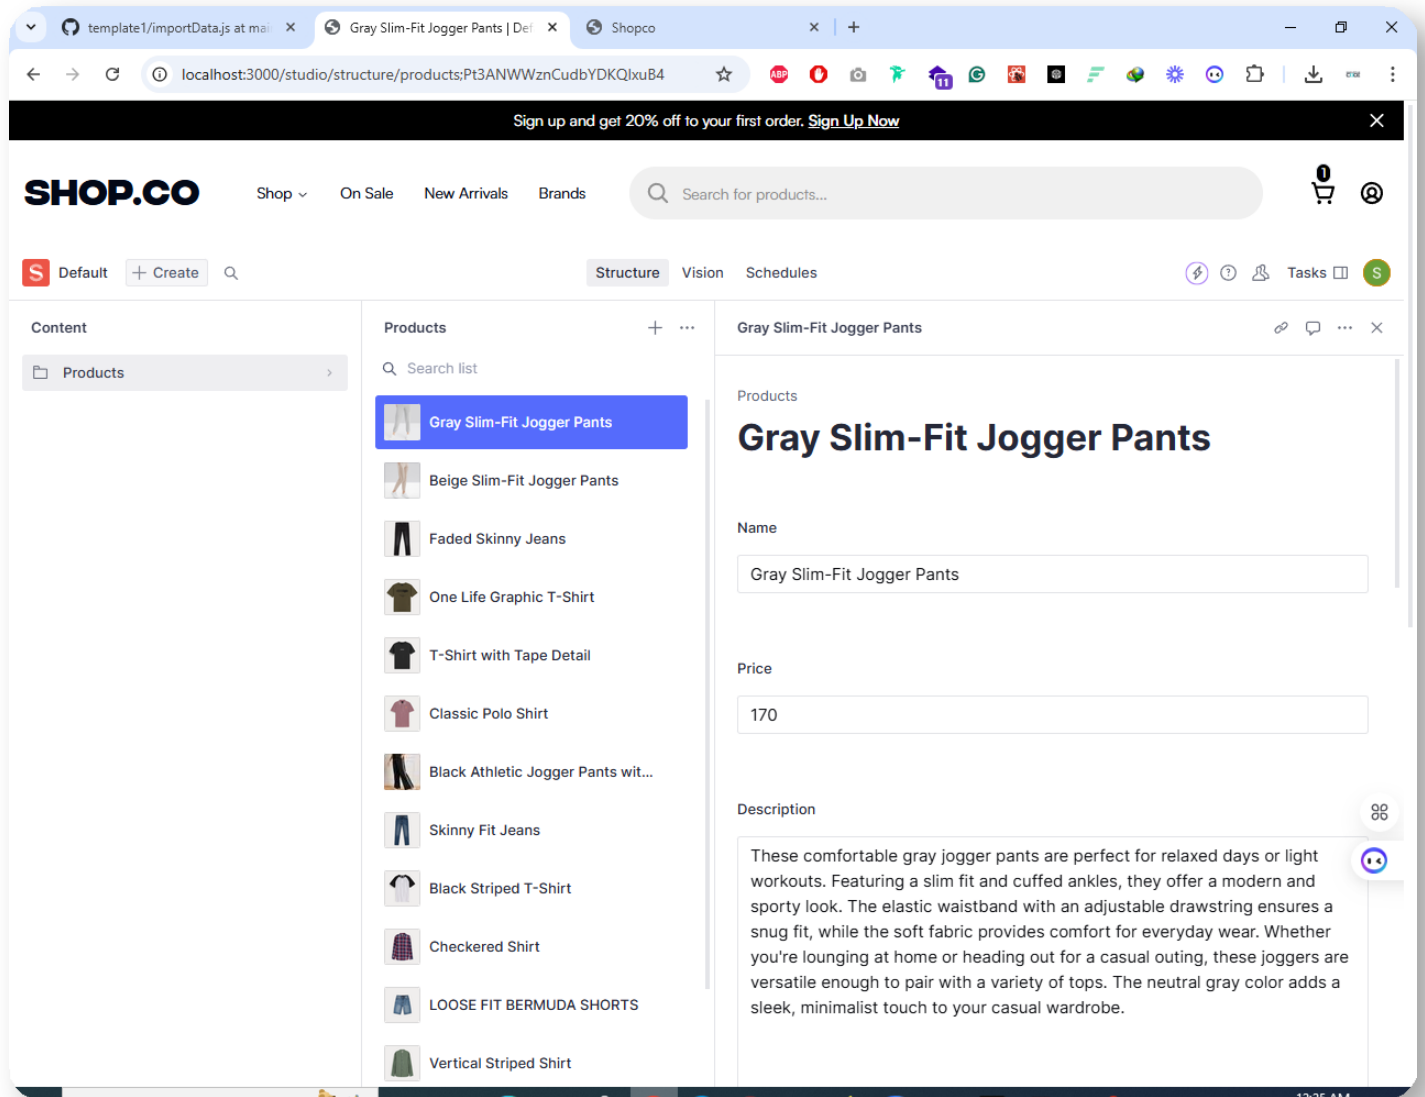 template1/importData.js at mai
Gray Slim-Fit Jogger Pants | Def
Shopco
localhost:3000/studio/structure/products;Pt3ANWWznCudbYDKQIxuB4
ABP
11
Sign up and get 20% off to your first order. Sign Up Now
SHOP.CO
Shop
On Sale
New Arrivals
Brands
Search for products...
1
S
Default
Create
Structure
Vision
Schedules
Tasks
S
Content
Products
Products
Search list
Gray Slim-Fit Jogger Pants
Beige Slim-Fit Jogger Pants
Faded Skinny Jeans
One Life Graphic T-Shirt
T-Shirt with Tape Detail
Classic Polo Shirt
Black Athletic Jogger Pants wit...
Skinny Fit Jeans
Black Striped T-Shirt
Checkered Shirt
LOOSE FIT BERMUDA SHORTS
Vertical Striped Shirt
Gray Slim-Fit Jogger Pants
Products
Gray Slim-Fit Jogger Pants
Name
Gray Slim-Fit Jogger Pants
Price
170
Description
These comfortable gray jogger pants are perfect for relaxed days or light
workouts. Featuring a slim fit and cuffed ankles, they offer a modern and
sporty look. The elastic waistband with an adjustable drawstring ensures a
snug fit, while the soft fabric provides comfort for everyday wear. Whether
you're lounging at home or heading out for a casual outing, these joggers are
versatile enough to pair with a variety of tops. The neutral gray color adds a
sleek, minimalist touch to your casual wardrobe.